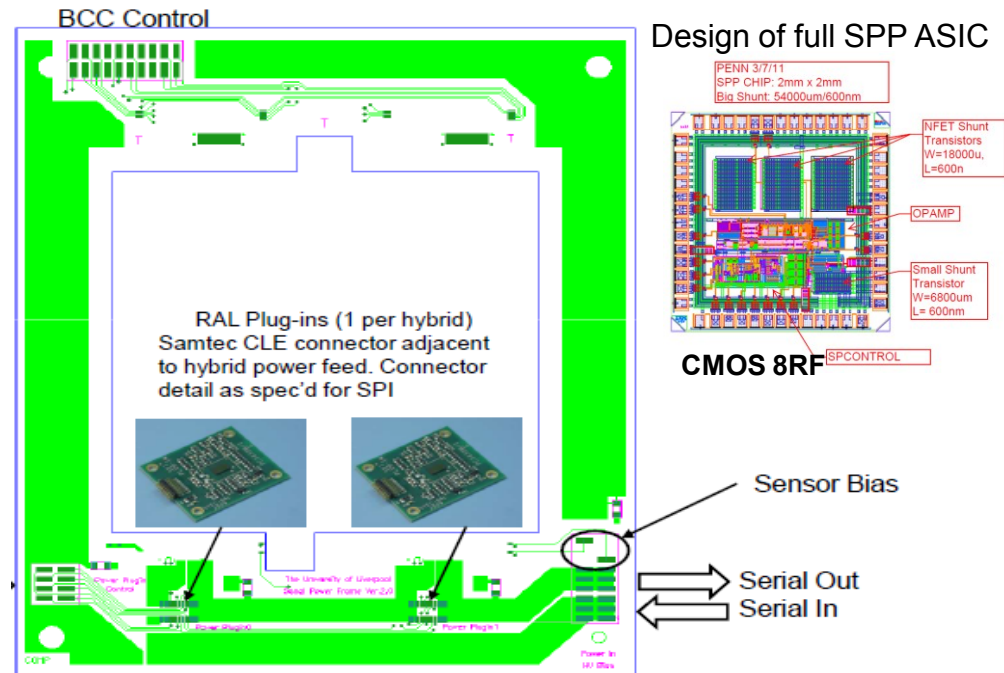 BCC Control
Design of full SPP ASIC
PENN 3/7/11
SPP CHIP: 2mm x 2mm
Big Shunt: 54000um/600nm
NFET Shunt
Transistors
W=18000u,
L=600n
OPAMP
Small Shunt
Transistor
W=6800um
L= 600nm
SPCONTROL
CMOS 8RF
T
T
T
RAL Plug-ins (1 per hybrid)
Samtec CLE connector adjacent
to hybrid power feed. Connector
detail as spec'd for SPI
Sensor Bias
Serial Out
Serial In
Power PlugIn
Control
The University of Liverpool
Serial Power Frame Ver.2.0
Power PlugIn0
Power PlugIn1
Power In
HV Bias
COMP